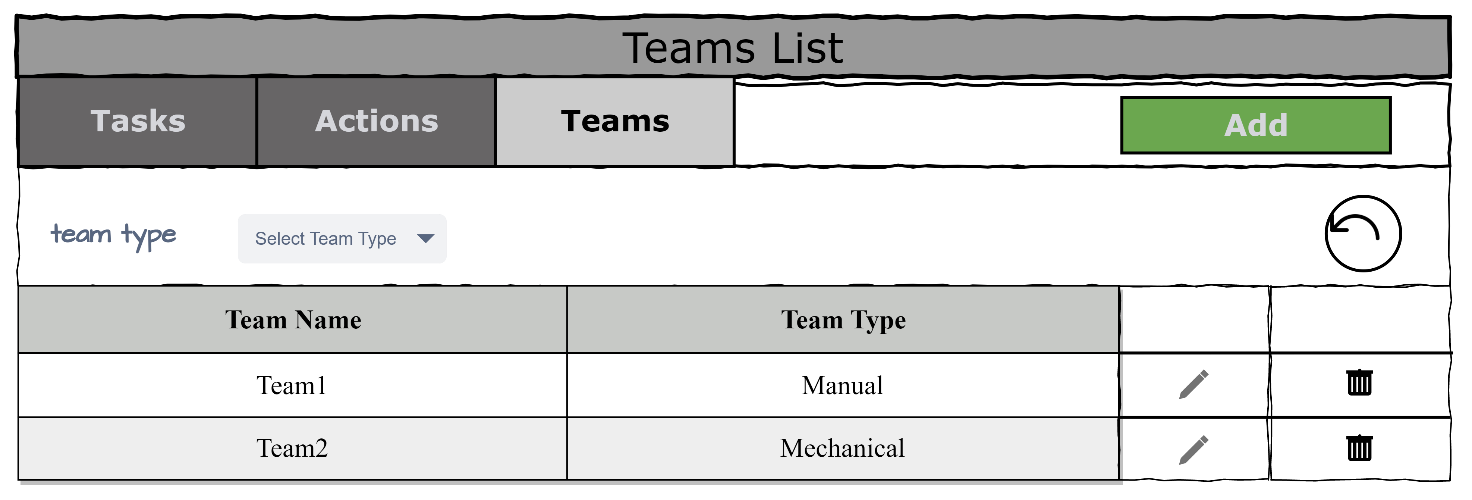 Teams List
Tasks Actions Teams Add
team type Select Team Type
Team Name Team Type
Team1 Manual
Team2 Mechanical